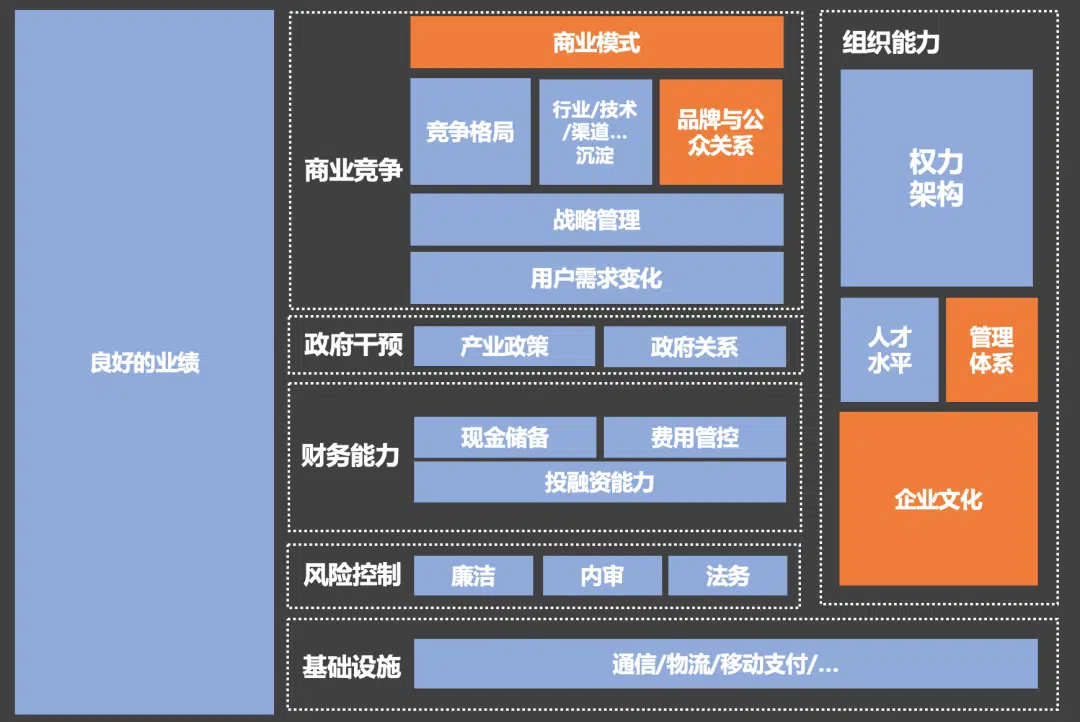 良好的业绩
商业竞争
商业模式
竞争格局
行业/技术
/渠道...
沉淀
品牌与公
众关系
战略管理
用户需求变化
政府干预
产业政策
政府关系
财务能力
现金储备
费用管控
投融资能力
风险控制
廉洁
内审
法务
基础设施
通信/物流/移动支付/...
组织能力
权力
架构
人才
水平
管理
体系
企业文化